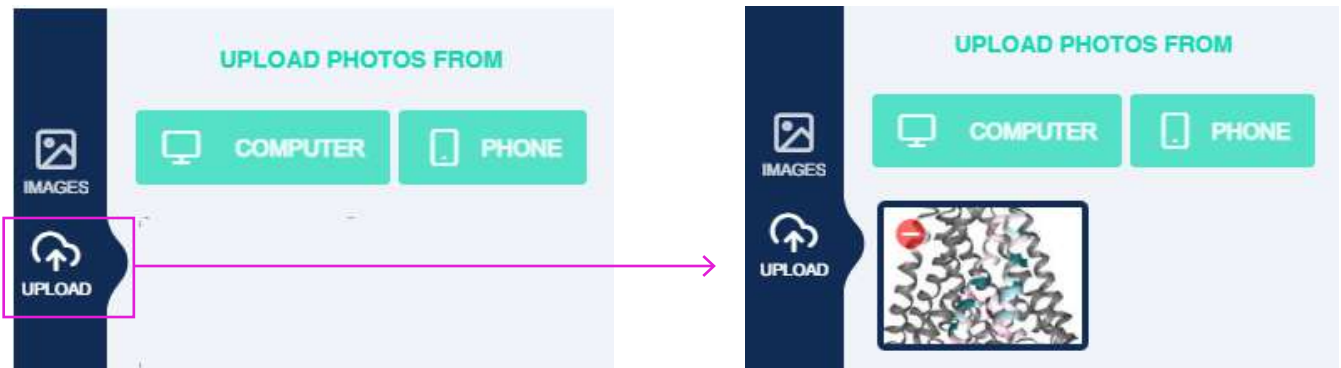 UPLOAD PHOTOS FROM
COMPUTER
PHONE
IMAGES
UPLOAD
UPLOAD PHOTOS FROM
COMPUTER
PHONE
IMAGES
UPLOAD